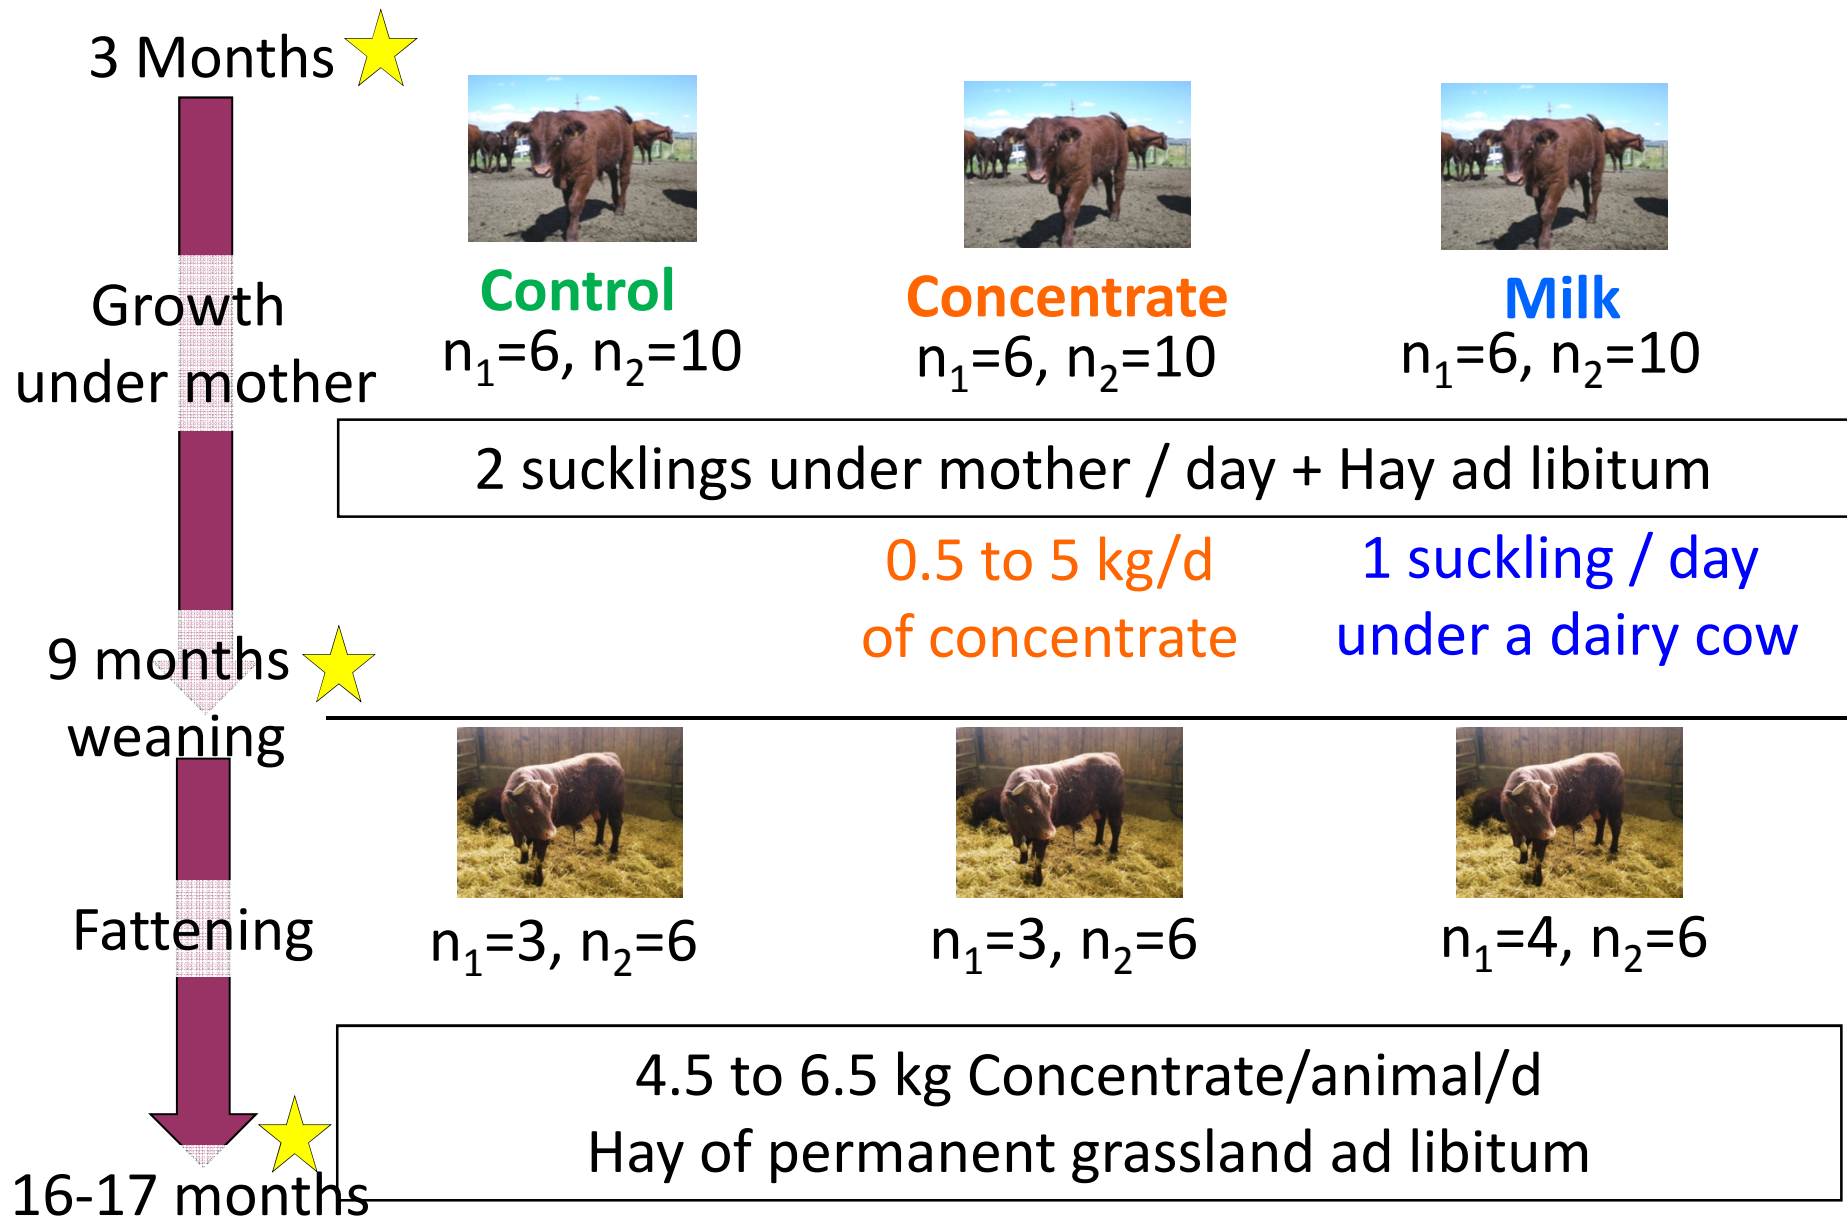 3 Months
Control
Concentrate
Milk
n1=6, n2=10
n1=6, n2=10
n1=6, n2=10
Growth
under mother
2 sucklings under mother / day + Hay ad libitum
0.5 to 5 kg/d
of concentrate
1 suckling / day
under a dairy cow
9 months
weaning
Fattening
n1=3, n2=6
n1=3, n2=6
n1=4, n2=6
4.5 to 6.5 kg Concentrate/animal/d
Hay of permanent grassland ad libitum
16-17 months